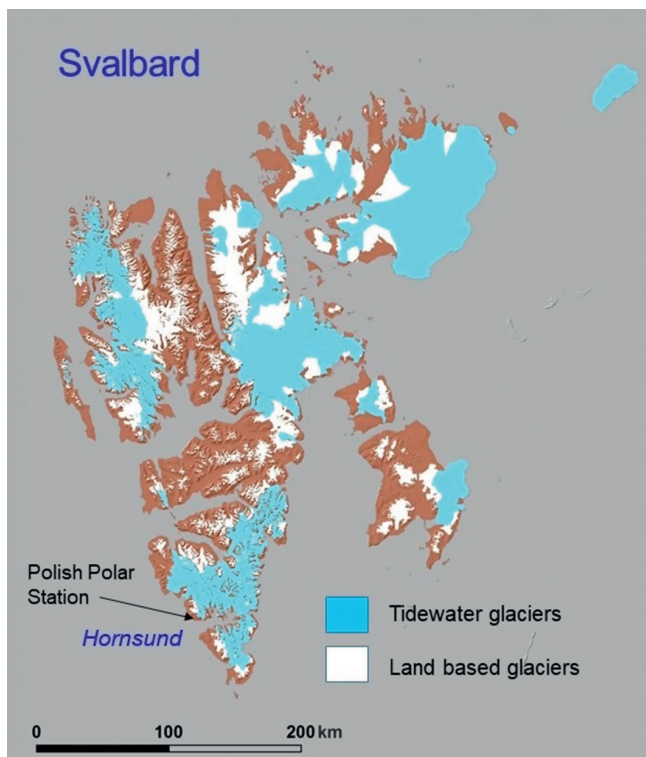 Svalbard
Polish Polar
Station
Hornsund
Tidewater glaciers
Land based glaciers
0 100 200 km